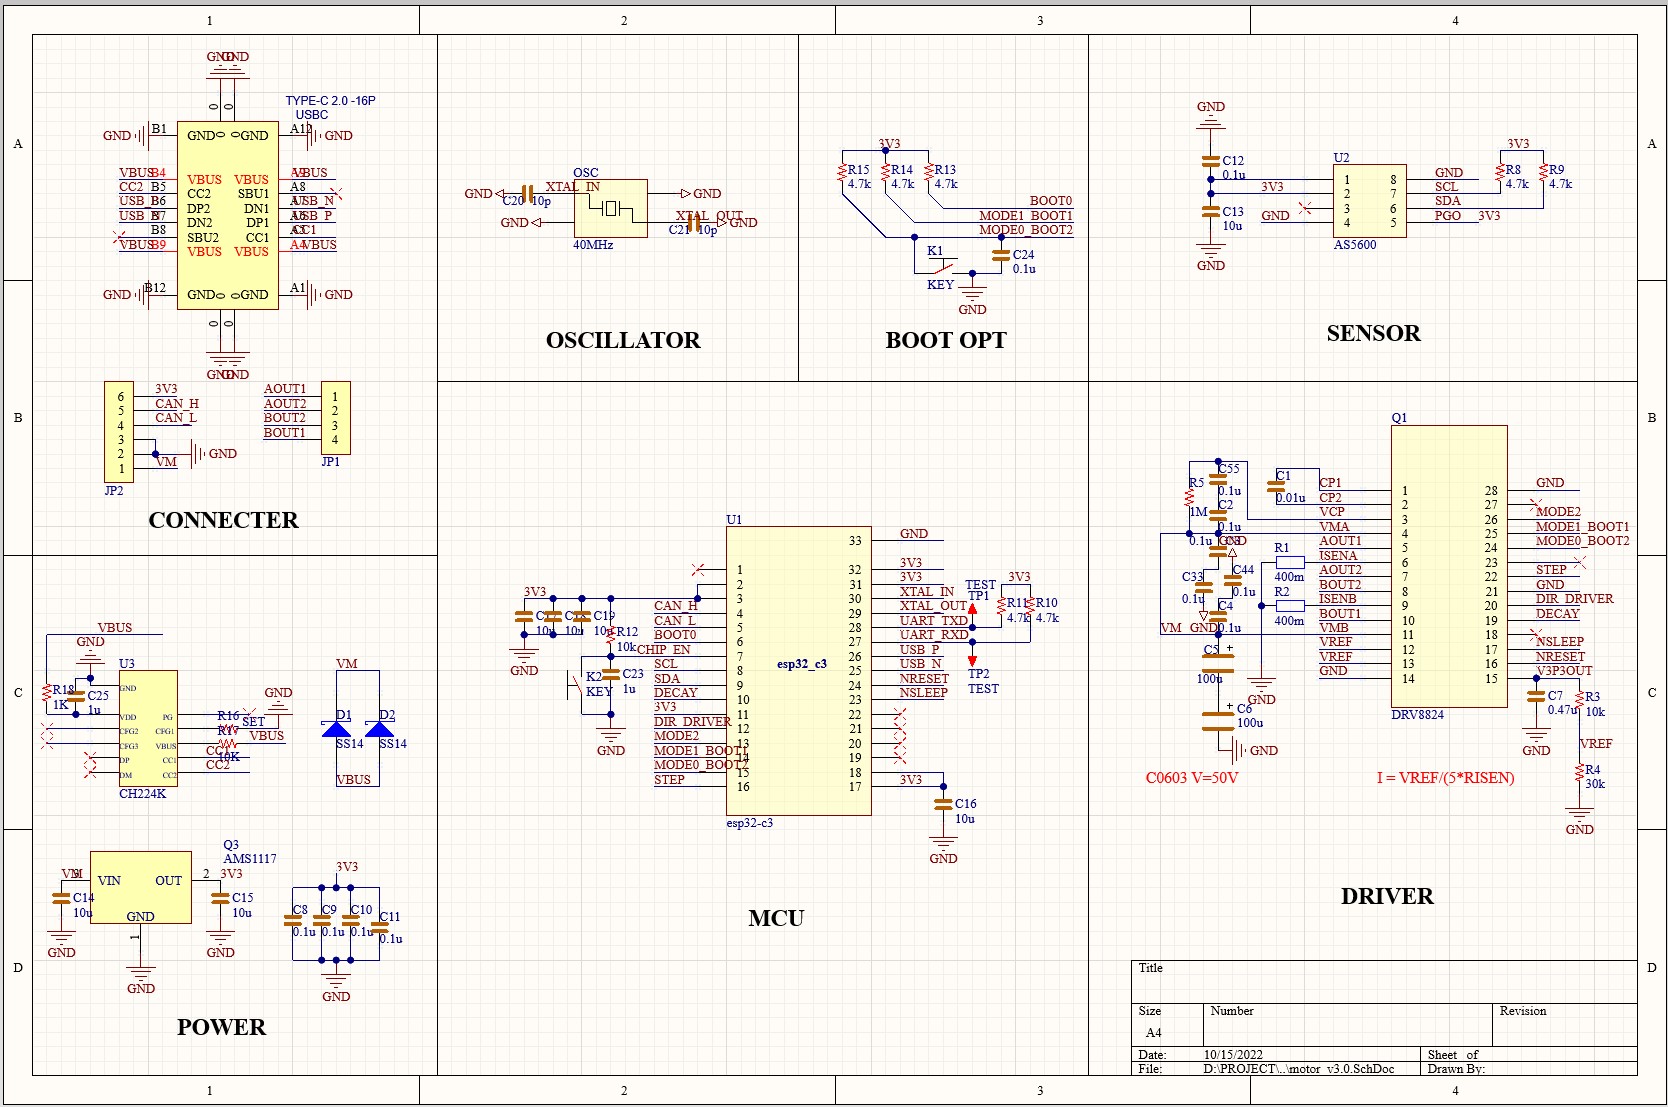 1 2 3 4
A A
B B
C C
D D
GND GND
0 0
TYPE-C 2.0 -16P
USBC
GND B1 GND 0 0 GND A12 GND
VBUS B4 VBUS VBUS A9 VBUS
CC2 B5 CC2 SBU1 A8
USB_P B6 DP2 DN1 A7 USB_N
USB_N B7 DN2 DP1 A6 USB_P
B8 SBU2 CC1 A5 CC1
VBUS B9 VBUS VBUS A4 VBUS
GND B12 GND 0 0 GND A1 GND
0 0
GND GND
6 3V3
5 CAN_H
4 CAN_L
3
2 GND
1 VM
JP2
AOUT1 1
AOUT2 2
BOUT2 3
BOUT1 4
JP1
CONNECTER
OSC
GND XTAL_IN GND
C20 10p
GND XTAL_OUT GND
C21 10p
40MHz
OSCILLATOR
3V3
R15 R14 R13
4.7k 4.7k 4.7k
BOOT0
MODE1_BOOT1
MODE0_BOOT2
K1
KEY
C24
0.1u
GND
BOOT OPT
GND
C12
0.1u
3V3
C13
10u
GND
GND
U2
1 8 GND
2 7 SCL
3 6 SDA
4 5 PGO 3V3
AS5600
3V3
R8 R9
4.7k 4.7k
SENSOR
VBUS
GND
R18
1K
C25
1u
U3
GND
VDD PG
CFG2 CFG1
CFG3 VBUS
DP CC1
DM CC2
CH224K
GND
R16 SET
R17 VBUS
10K
CC1
CC2
VM
D1 D2
SS14 SS14
VBUS
Q3
AMS1117
VM 3 VIN OUT 2 3V3
C14
10u
GND
1
C15
10u
GND
GND
GND
3V3
C8 C9 C10 C11
0.1u 0.1u 0.1u 0.1u
GND
POWER
U1
33 GND
1 32 3V3
2 31 3V3
3 30 XTAL_IN
CAN_H 4 29 XTAL_OUT
CAN_L 5 28 UART_TXD
BOOT0 6 27 UART_RXD
CHIP_EN 7 26 USB_P
SCL 8 25 USB_N
SDA 9 24 NRESET
DECAY 10 23 NSLEEP
3V3 11 22
DIR_DRIVER 12 21
MODE2 13 20
MODE1_BOOT1 14 19
MODE0_BOOT2 15 18
STEP 16 17 3V3
esp32_c3
esp32-c3
3V3
C19
10u 10u 10u
GND
R12
10k
K2
KEY
C23
1u
GND
TEST
TP1
3V3
R11 R10
4.7k 4.7k
TP2
TEST
C16
10u
GND
MCU
Q1
CP1 1 28 GND
CP2 2 27
VCP 3 26 MODE2
VMA 4 25 MODE1_BOOT1
AOUT1 5 24 MODE0_BOOT2
ISENA 6 23
AOUT2 7 22 STEP
BOUT2 8 21 GND
ISENB 9 20 DIR_DRIVER
BOUT1 10 19 DECAY
VMB 11 18
VREF 12 17 NSLEEP
VREF 13 16 NRESET
GND 14 15 V3P3OUT
DRV8824
C55
0.1u
R5
1M
C2
0.1u
C1
0.01u
0.1u C3 GND
C33
0.1u
C44
0.1u
C4
0.1u
VM GND
R1
400m
R2
400m
GND
C5 +
100u
C6 +
100u
GND
C7
0.47u
GND
R3
10k
VREF
R4
30k
GND
C0603 V=50V
I = VREF/(5*RISEN)
DRIVER
Title
Size Number Revision
A4
Date: 10/15/2022 Sheet of
File: D:\PROJECT\..\motor_v3.0.SchDoc Drawn By:
1 2 3 4